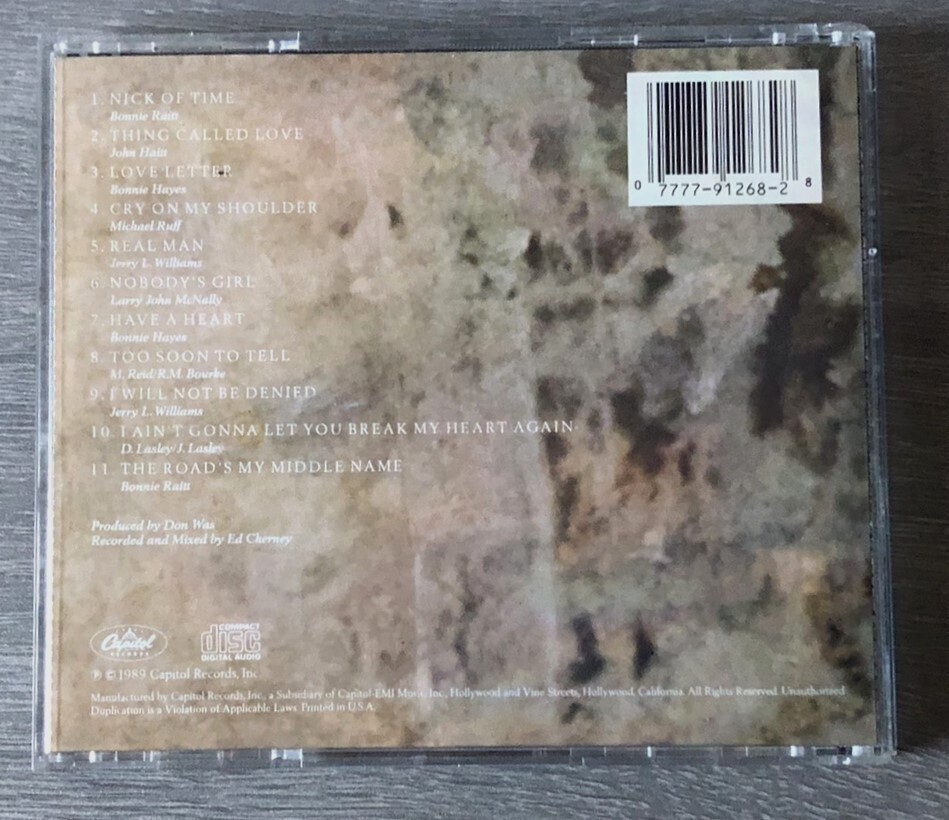 1. NICK OF TIME
Bonnie Raitt
2. THING CALLED LOVE
John Haitt
3. LOVE LETTER
Bonnie Hayes
4. CRY ON MY SHOULDER
Michael Ruff
5. REAL MAN
Jerry L. Williams
6. NOBODY'S GIRL
Larry John McNally
7. HAVE A HEART
Bonnie Hayes
8. TOO SOON TO TELL
M. Reid/R.M. Bourke
9. I WILL NOT BE DENIED
Jerry L. Williams
10. I AIN'T GONNA LET YOU BREAK MY HEART AGAIN
D. Lasley/J. Lasley
11. THE ROAD'S MY MIDDLE NAME
Bonnie Raitt
Produced by Don Was
Recorded and Mixed by Ed Cherney
Capitol
RECORDS
COMPACT
disc
DIGITAL AUDIO
℗ © 1989 Capitol Records, Inc.
Manufactured by Capitol Records, Inc., a Subsidiary of Capitol-EMI Music, Inc., Hollywood and Vine Streets, Hollywood, California. All Rights Reserved. Unauthorized
Duplication is a Violation of Applicable Laws. Printed in U.S.A.
0 7777-91268-2 8